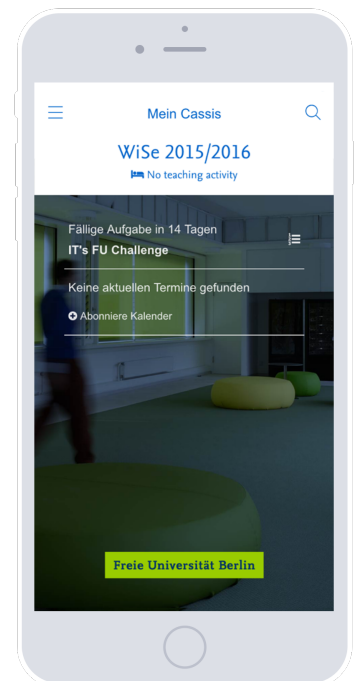 Mein Cassis
WiSe 2015/2016
No teaching activity
Fällige Aufgabe in 14 Tagen
IT's FU Challenge
Keine aktuellen Termine gefunden
Abonniere Kalender
Freie Universität Berlin